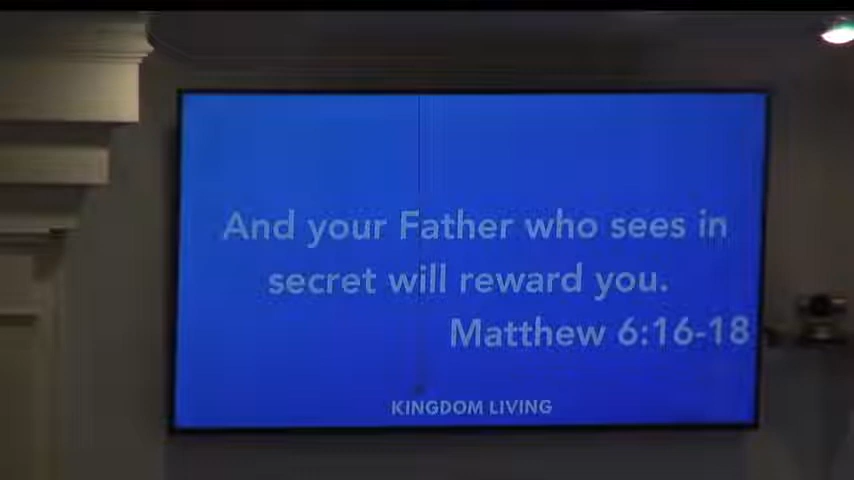 And your Father who sees in
secret will reward you.
Matthew 6:16-18
KINGDOM LIVING